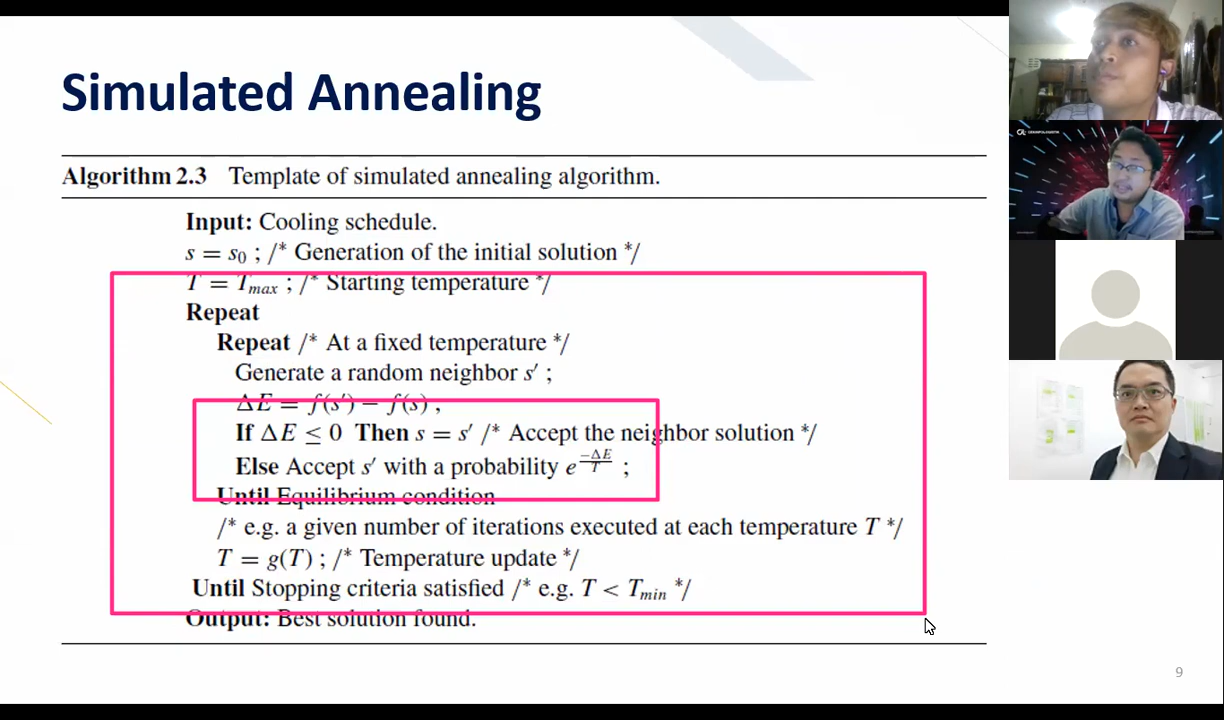 Simulated Annealing
Algorithm 2.3 Template of simulated annealing algorithm.
Input: Cooling schedule.
s = s₀ ; /* Generation of the initial solution */
T = Tₘₐₓ ; /* Starting temperature */
Repeat
Repeat /* At a fixed temperature */
Generate a random neighbor s′ ;
ΔE = f(s′) − f(s) ;
If ΔE ≤ 0 Then s = s′ /* Accept the neighbor solution */
Else Accept s′ with a probability e^(−ΔE/T) ;
Until Equilibrium condition
/* e.g. a given number of iterations executed at each temperature T */
T = g(T) ; /* Temperature update */
Until Stopping criteria satisfied /* e.g. T < Tₘᵢₙ */
Output: Best solution found.
9